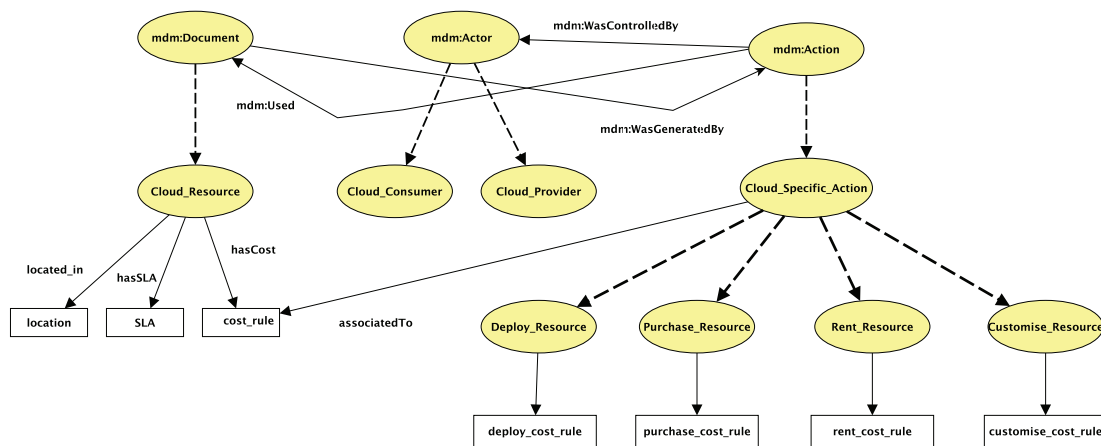 mdm:WasControlledBy
mdm:Document
mdm:Actor
mdm:Action
mdm:Used
mdm:WasGeneratedBy
Cloud_Resource
Cloud_Consumer
Cloud_Provider
Cloud_Specific_Action
hasCost
located_in
hasSLA
location
SLA
cost_rule
associatedTo
Deploy_Resource
Purchase_Resource
Rent_Resource
Customise_Resource
deploy_cost_rule
purchase_cost_rule
rent_cost_rule
customise_cost_rule